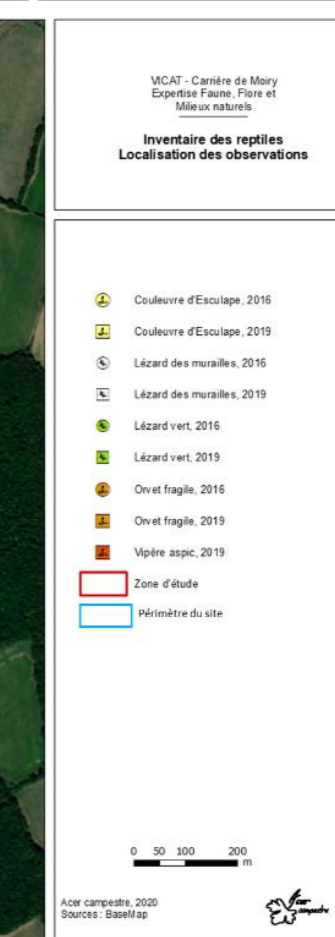 VICAT - Carrière de Moiry
Expertise Faune, Flore et
Milieux naturels
Inventaire des reptiles
Localisation des observations
Couleuvre d'Esculape, 2016
Couleuvre d'Esculape, 2019
Lézard des murailles, 2016
Lézard des murailles, 2019
Lézard vert, 2016
Lézard vert, 2019
Orvet fragile, 2016
Orvet fragile, 2019
Vipère aspic, 2019
Zone d'étude
Périmètre du site
0 50 100 200
m
Acer campestre, 2020
Sources : BaseMap
Acer
campestre